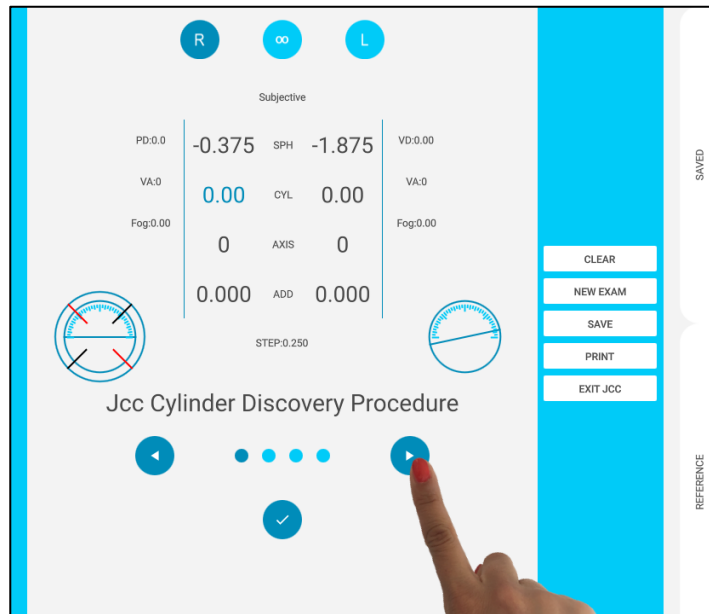 R ∞ L
Subjective
PD:0.0 -0.375 SPH -1.875 VD:0.00
VA:0 0.00 CYL 0.00 VA:0
Fog:0.00 0 AXIS 0 Fog:0.00
0.000 ADD 0.000
STEP:0.250
Jcc Cylinder Discovery Procedure
CLEAR
NEW EXAM
SAVE
PRINT
EXIT JCC
SAVED
REFERENCE